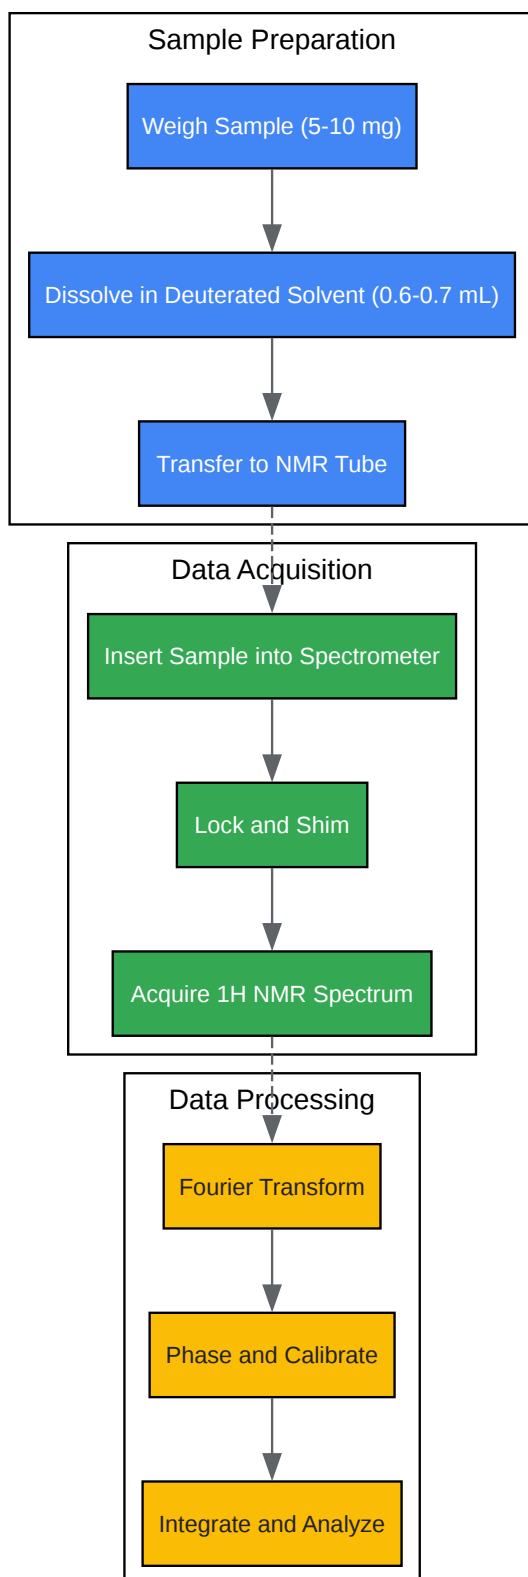 Sample Preparation
Weigh Sample (5-10 mg)
Dissolve in Deuterated Solvent (0.6-0.7 mL)
Transfer to NMR Tube
Data Acquisition
Insert Sample into Spectrometer
Lock and Shim
Acquire 1H NMR Spectrum
Data Processing
Fourier Transform
Phase and Calibrate
Integrate and Analyze